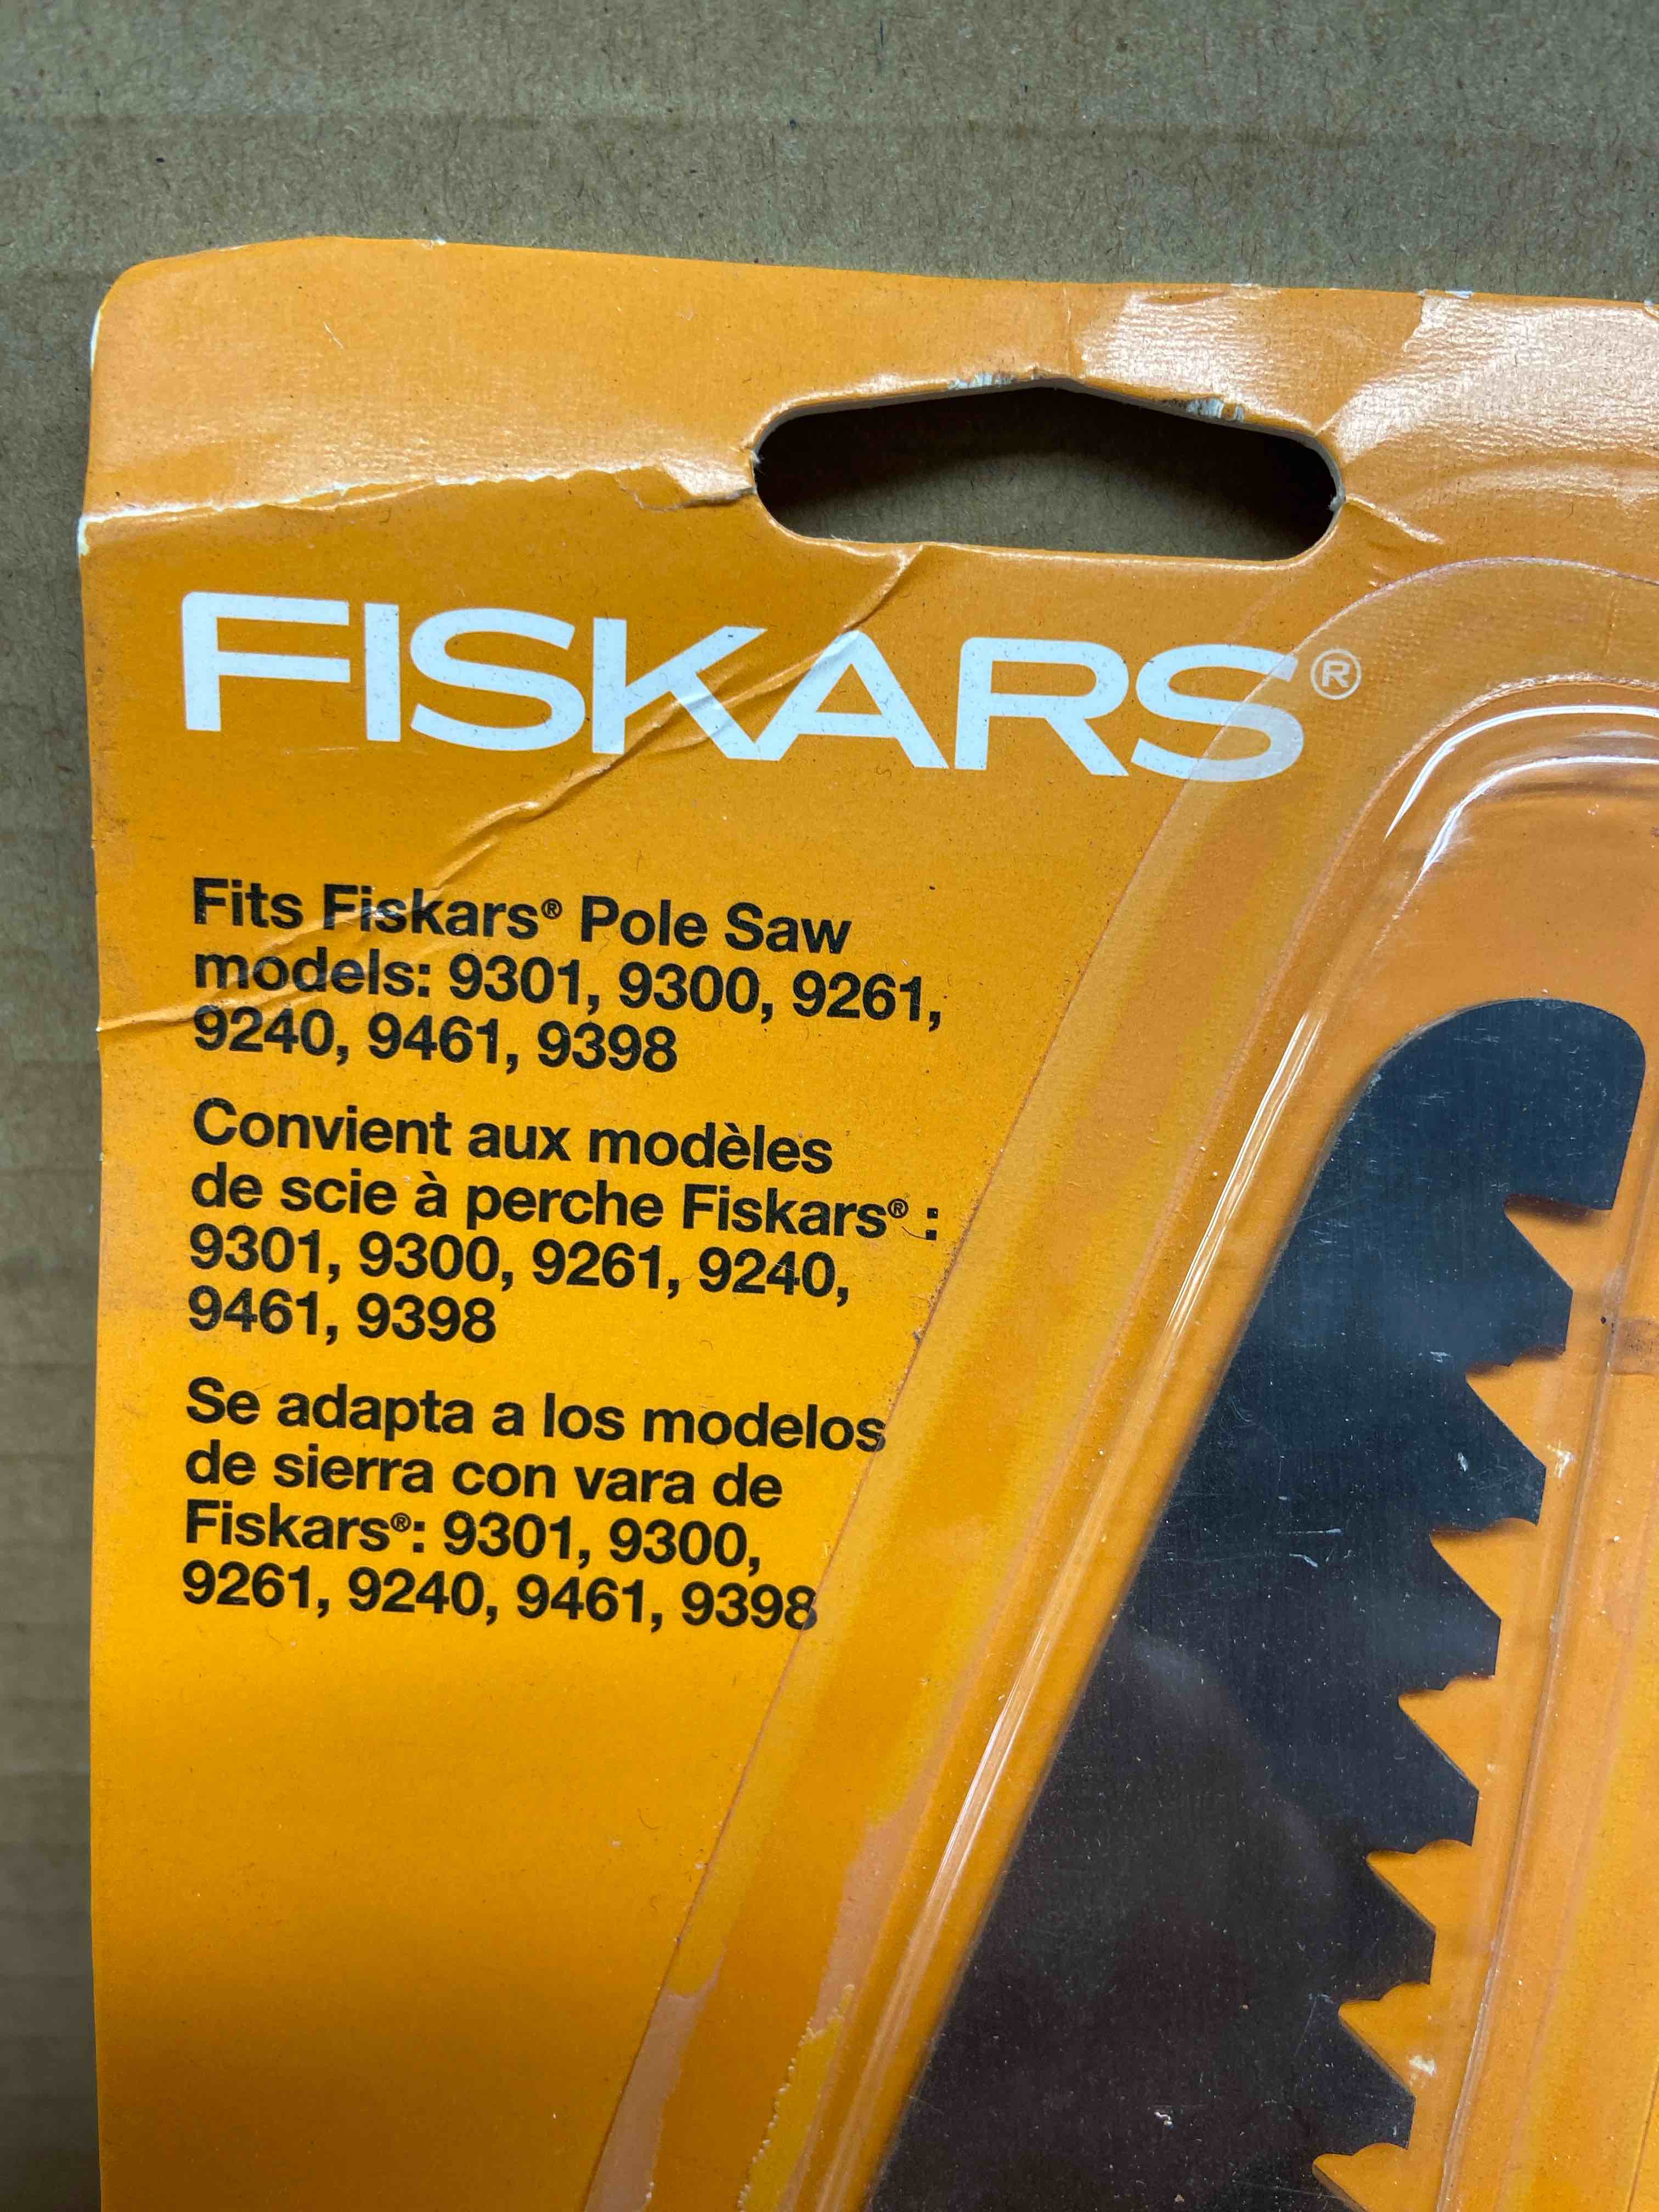 FISKARS®
Fits Fiskars® Pole Saw
models: 9301, 9300, 9261,
9240, 9461, 9398
Convient aux modèles
de scie à perche Fiskars® :
9301, 9300, 9261, 9240,
9461, 9398
Se adapta a los modelos
de sierra con vara de
Fiskars®: 9301, 9300,
9261, 9240, 9461, 9398